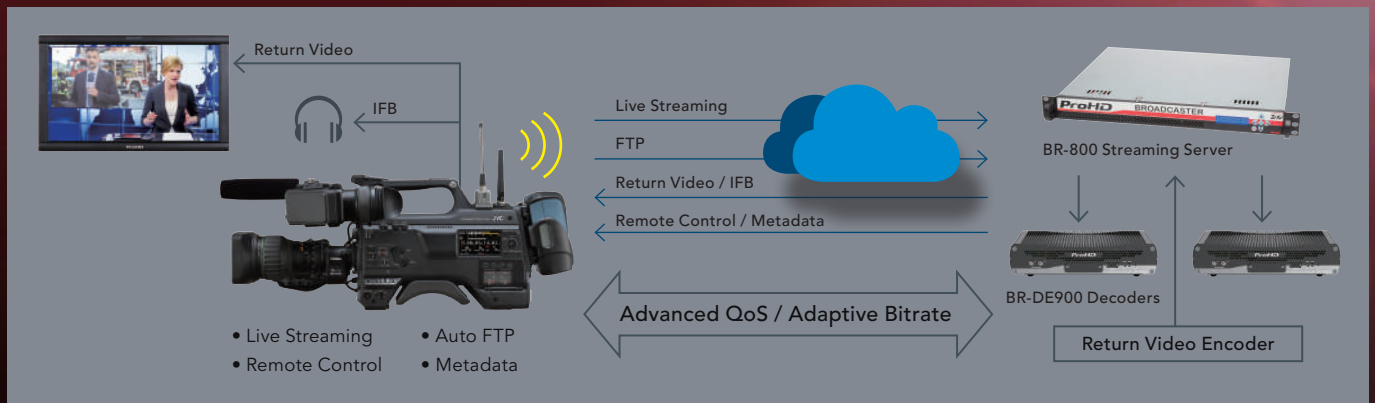 Return Video
IFB
Live Streaming
FTP
Return Video / IFB
Remote Control / Metadata
ProHD BROADCASTER
BR-800 Streaming Server
JVC
ProHD
ProHD
BR-DE900 Decoders
Advanced QoS / Adaptive Bitrate
Return Video Encoder
• Live Streaming
• Remote Control
• Auto FTP
• Metadata